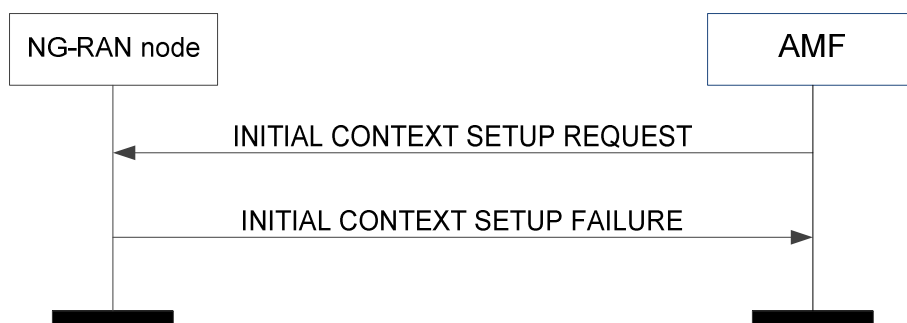 NG-RAN node
AMF
INITIAL CONTEXT SETUP REQUEST
INITIAL CONTEXT SETUP FAILURE